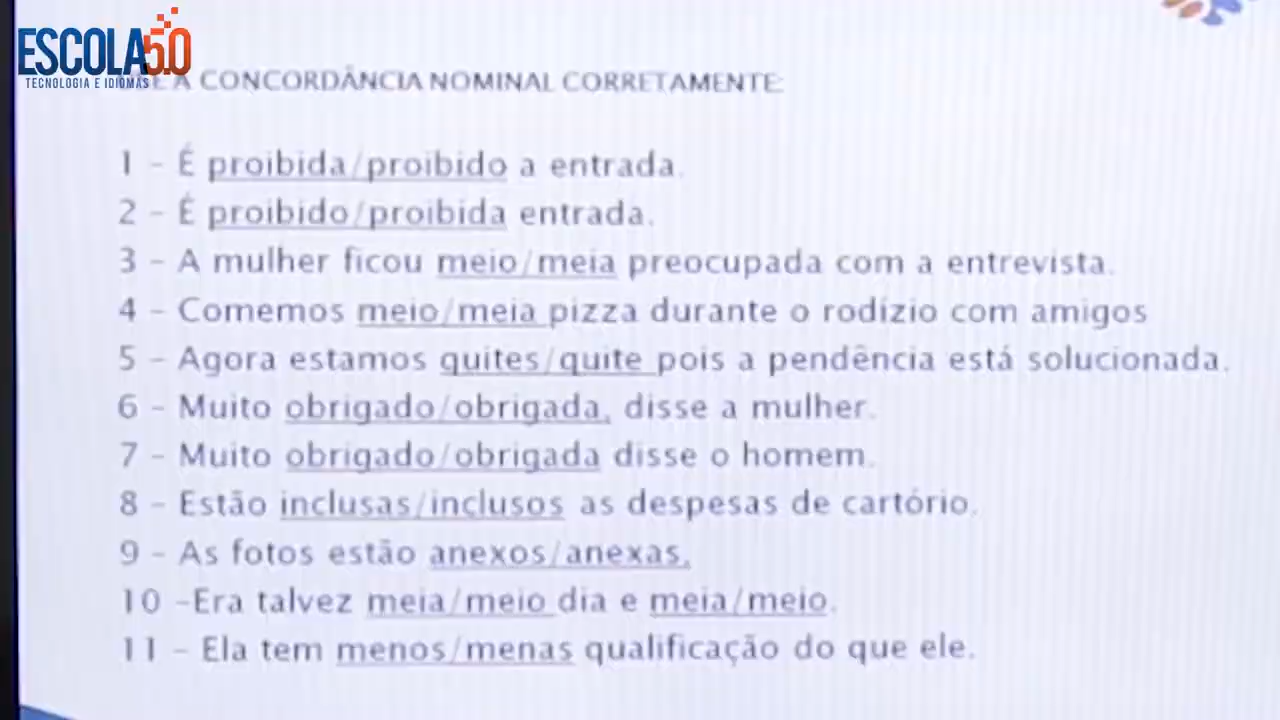 ESCOLA5.0
TECNOLOGIA E IDIOMAS
A CONCORDÂNCIA NOMINAL CORRETAMENTE:
1 - É proibida/proibido a entrada.
2 - É proibido/proibida entrada.
3 - A mulher ficou meio/meia preocupada com a entrevista.
4 - Comemos meio/meia pizza durante o rodízio com amigos
5 - Agora estamos quites/quite pois a pendência está solucionada.
6 - Muito obrigado/obrigada, disse a mulher.
7 - Muito obrigado/obrigada disse o homem.
8 - Estão inclusas/inclusos as despesas de cartório.
9 - As fotos estão anexos/anexas.
10 -Era talvez meia/meio dia e meia/meio.
11 - Ela tem menos/menas qualificação do que ele.